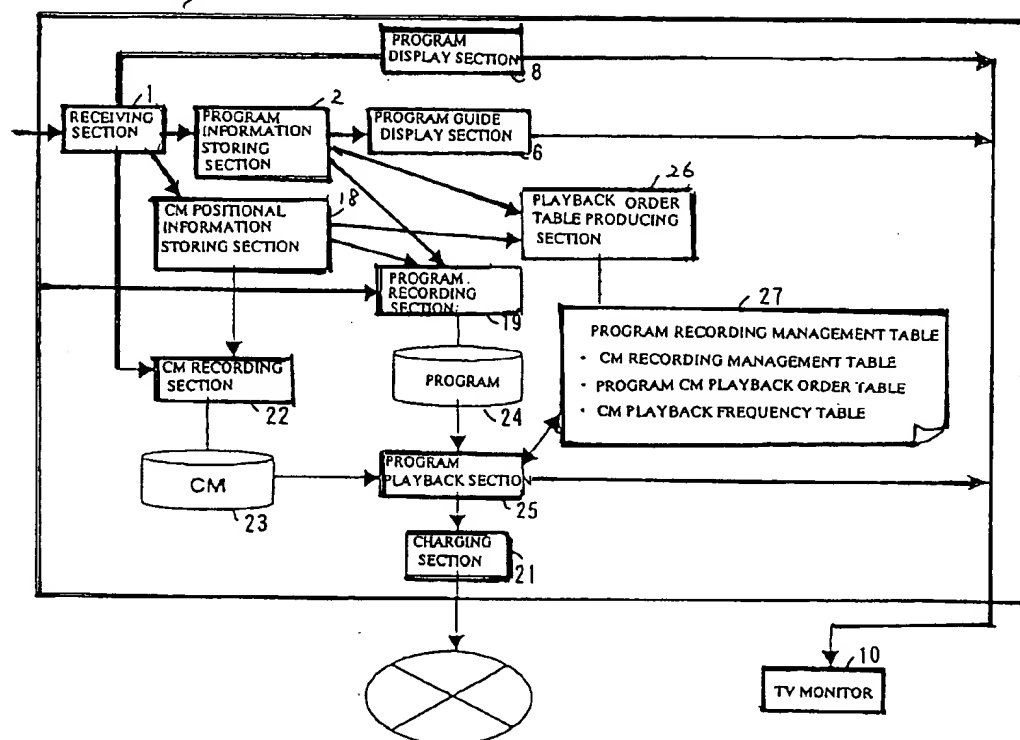 PROGRAM
DISPLAY SECTION
8
1
RECEIVING
SECTION
2
PROGRAM
INFORMATION
STORING
SECTION
PROGRAM GUIDE
DISPLAY SECTION
6
18
CM POSITIONAL
INFORMATION
STORING SECTION
26
PLAYBACK ORDER
TABLE PRODUCING
SECTION
PROGRAM
RECORDING
SECTION
19
27
PROGRAM RECORDING MANAGEMENT TABLE
• CM RECORDING MANAGEMENT TABLE
• PROGRAM CM PLAYBACK ORDER TABLE
• CM PLAYBACK FREQUENCY TABLE
CM RECORDING
SECTION
22
PROGRAM
24
CM
23
PROGRAM
PLAYBACK SECTION
25
CHARGING
SECTION
21
10
TV MONITOR